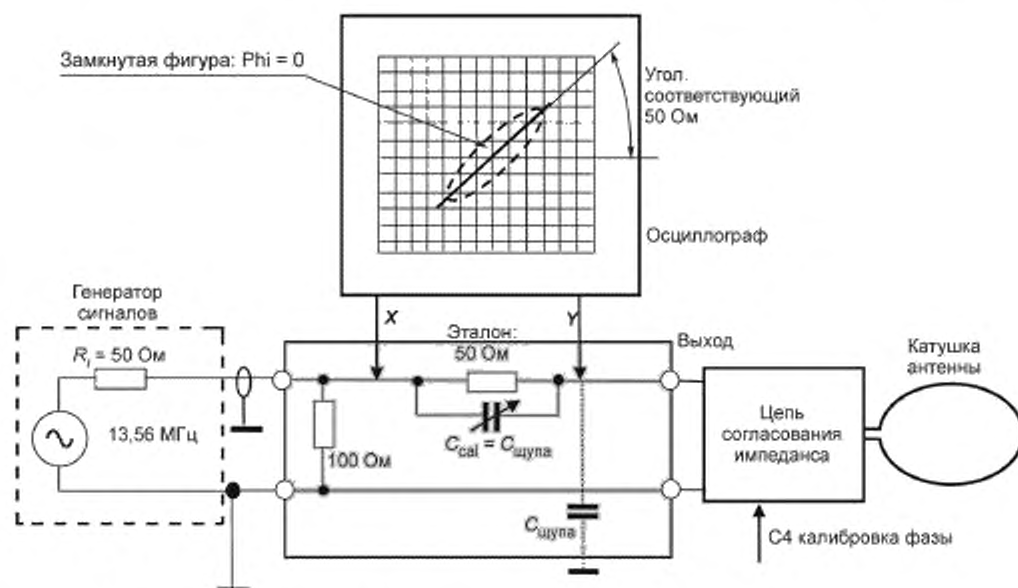 Замкнутая фигура: Phi = 0
Угол.
соответствующий
50 Ом
Осциллограф
Генератор
сигналов
X
Y
Эталон:
50 Ом
Выход
Катушка
антенны
Ri = 50 Ом
13,56 МГц
100 Ом
Ccal = Cщупа
Цепь
согласования
импеданса
Cщупа
C4 калибровка фазы